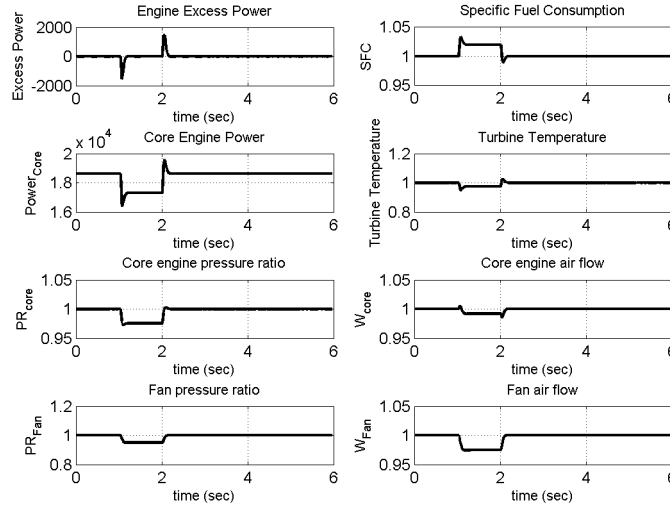 Engine Excess Power
Engine Excess Power
2000
0
-2000
0 2 4 6
time (sec)
Specific Fuel Consumption
SFC
1.05
1
0.95
0 2 4 6
time (sec)
Core Engine Power
x 10^4
Power_Core
2
1.8
1.6
0 2 4 6
time (sec)
Turbine Temperature
Turbine Temperature
1.2
1
0.8
0 2 4 6
time (sec)
Core engine pressure ratio
PR_core
1.05
1
0.95
0 2 4 6
time (sec)
Core engine air flow
W_core
1.05
1
0.95
0 2 4 6
time (sec)
Fan pressure ratio
PR_Fan
1.2
1
0.8
0 2 4 6
time (sec)
Fan air flow
W_Fan
1.05
1
0.95
0 2 4 6
time (sec)